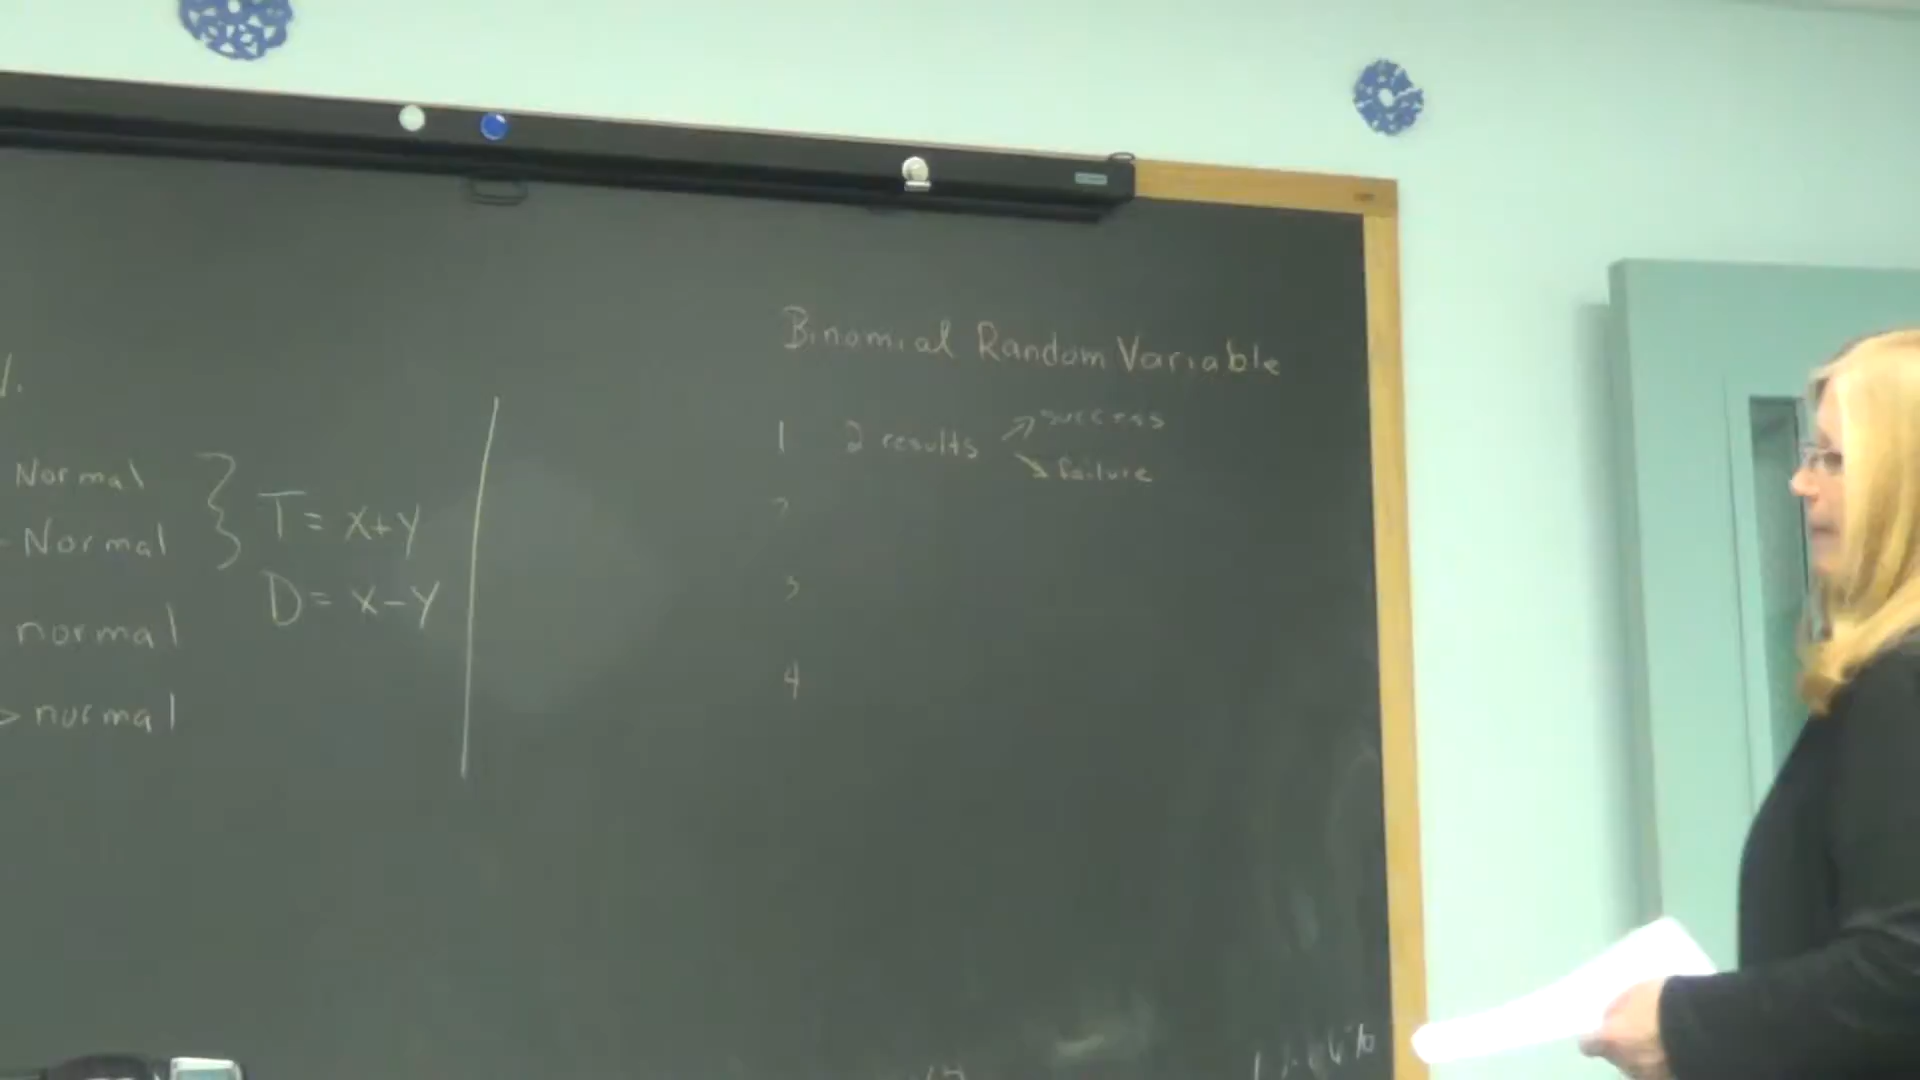 Normal
Normal
normal
normal
T = X+Y
D = X-Y
Binomial Random Variable
1 2 results success
failure
2
3
4